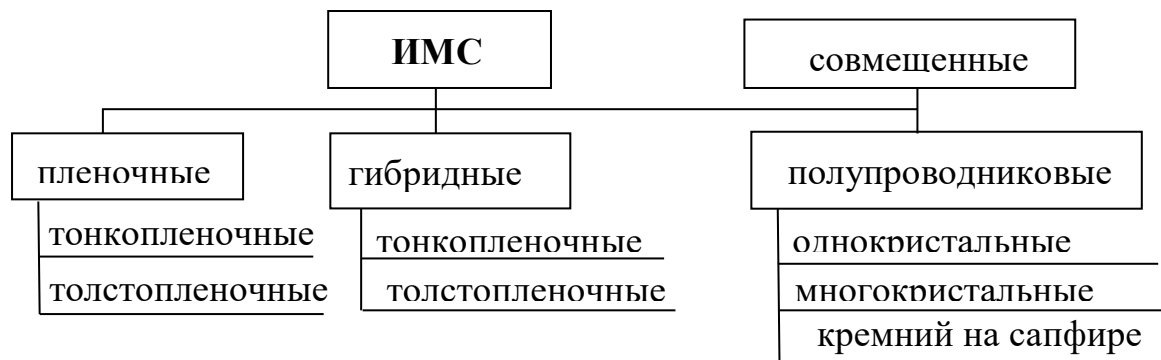 ИМС
совмещенные
пленочные
гибридные
полупроводниковые
тонкопленочные
толстопленочные
тонкопленочные
толстопленочные
однокристальные
многокристальные
кремний на сапфире